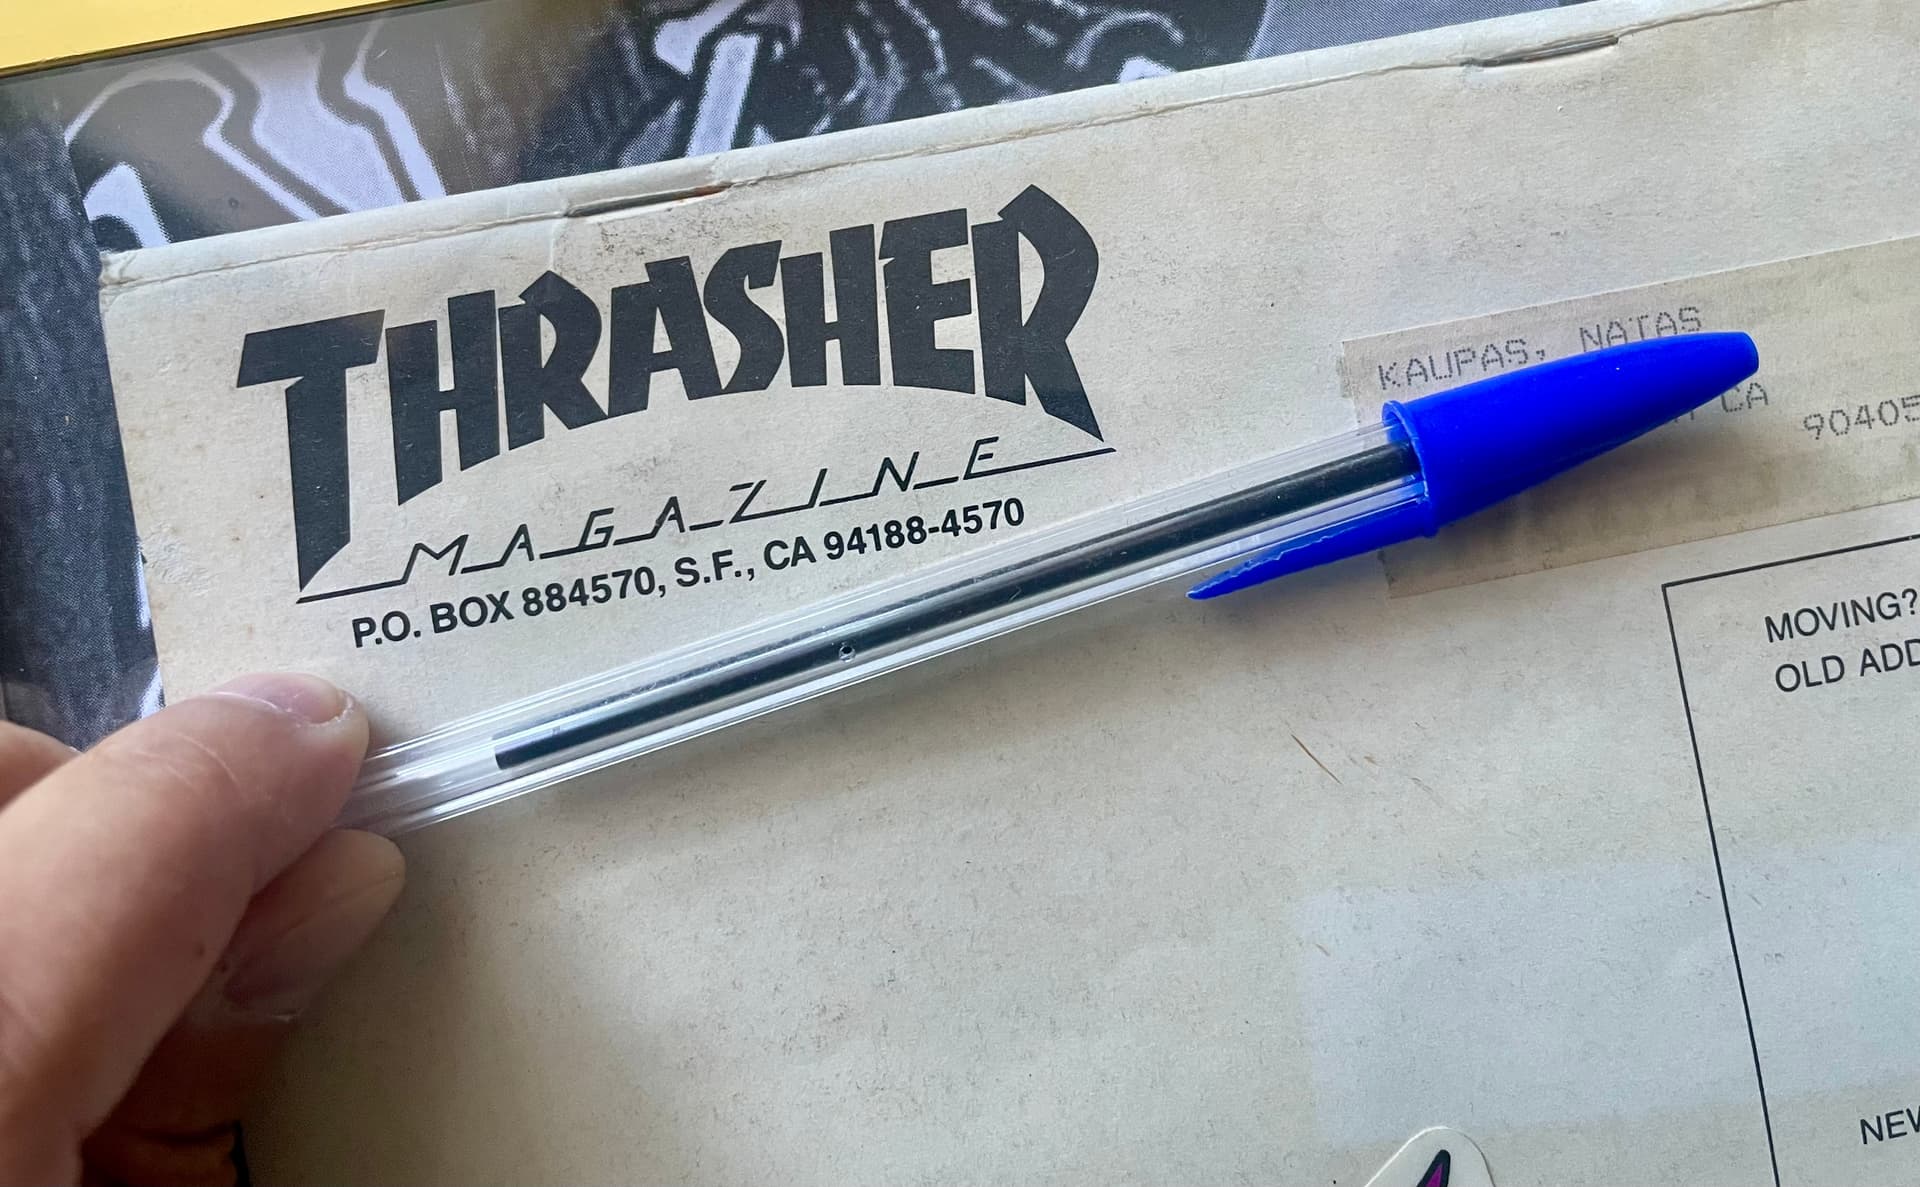 THRASHER
MAGAZINE
P.O. BOX 884570, S.F., CA 94188-4570
KAUPAS, NATAS
CA 90405
MOVING?
OLD ADD
NEW